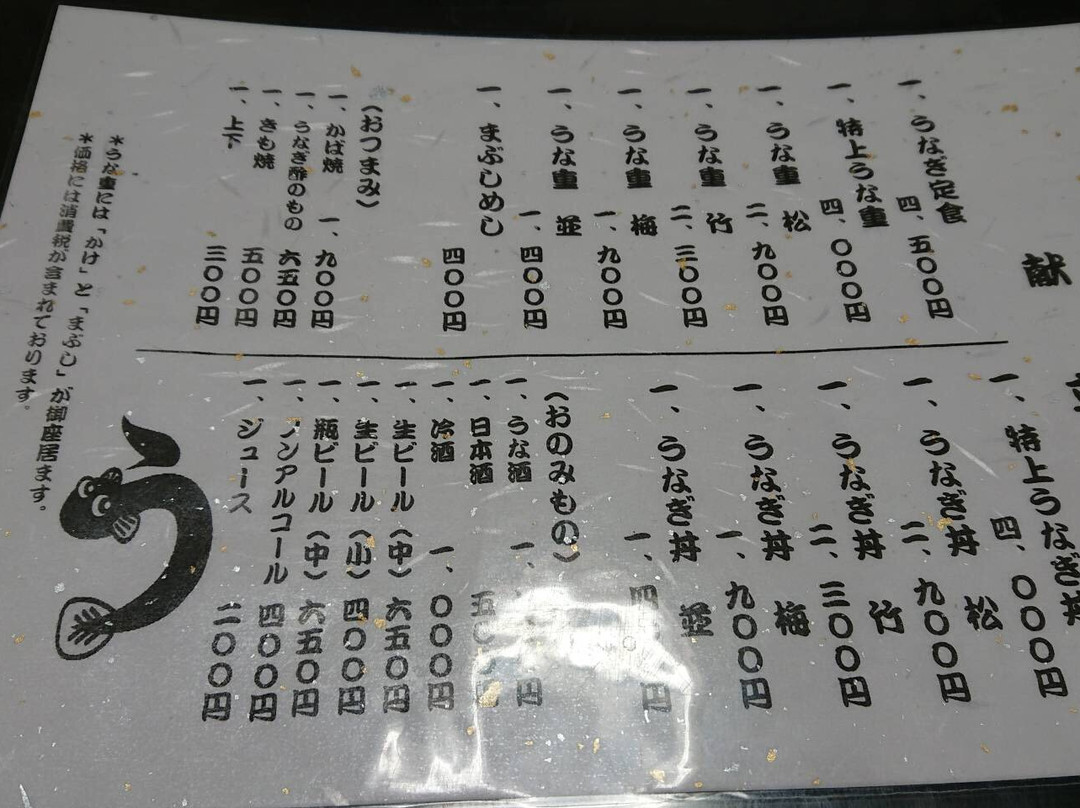 献
一、うなぎ定食 四、五〇〇円
一、特上うな重 四、〇〇〇円
一、うな重 松 二、九〇〇円
一、うな重 竹 二、三〇〇円
一、うな重 梅 一、九〇〇円
一、うな重 並 一、四〇〇円
一、まぶしめし 四〇〇円
（おつまみ）
一、かば焼 一、九〇〇円
一、うなぎ酢のもの 六五〇円
一、きも焼 五〇〇円
一、上下 三〇〇円
一、特上うなぎ丼 四、〇〇〇円
一、うなぎ丼 松 二、九〇〇円
一、うなぎ丼 竹 二、三〇〇円
一、うなぎ丼 梅 一、九〇〇円
一、うなぎ丼 並 一、四〇〇円
（おのみもの）
一、うな酒 一、円
一、日本酒 五〇〇円
一、冷酒 一、〇〇〇円
一、生ビール（中） 六五〇円
一、生ビール（小） 四〇〇円
一、瓶ビール（中） 六五〇円
一、ノンアルコール 四〇〇円
一、ジュース 二〇〇円
＊うな重には「かけ」と「まぶし」が御座居ます。
＊価格には消費税が含まれております。